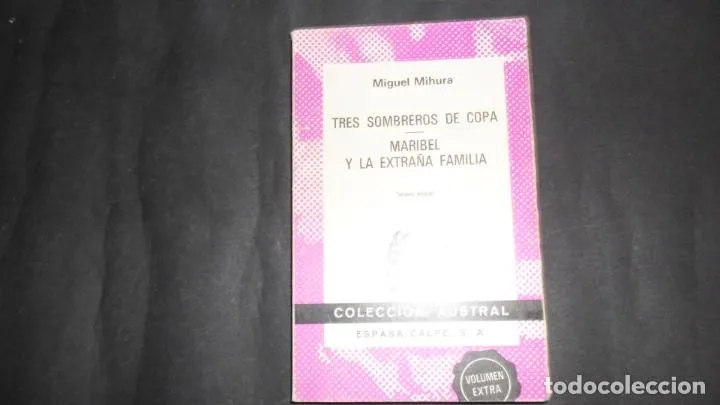 Miguel Mihura
TRES SOMBREROS DE COPA
MARIBEL
Y LA EXTRAÑA FAMILIA
COLECCIÓN AUSTRAL
ESPASA-CALPE, S. A.
VOLUMEN
EXTRA
todocoleccion